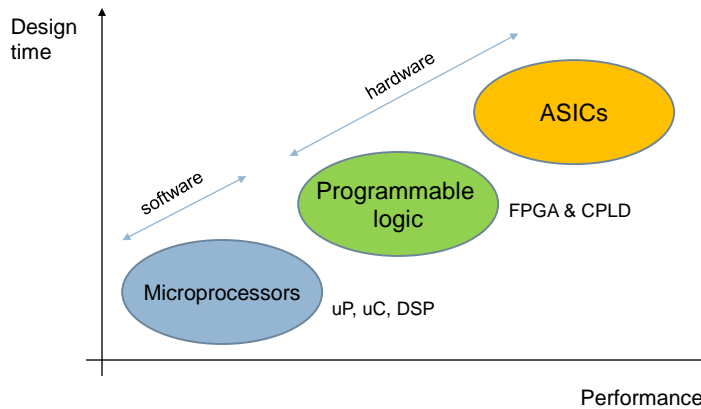 Design
time
hardware
ASICs
software
Programmable
logic
FPGA & CPLD
Microprocessors
uP, uC, DSP
Performance